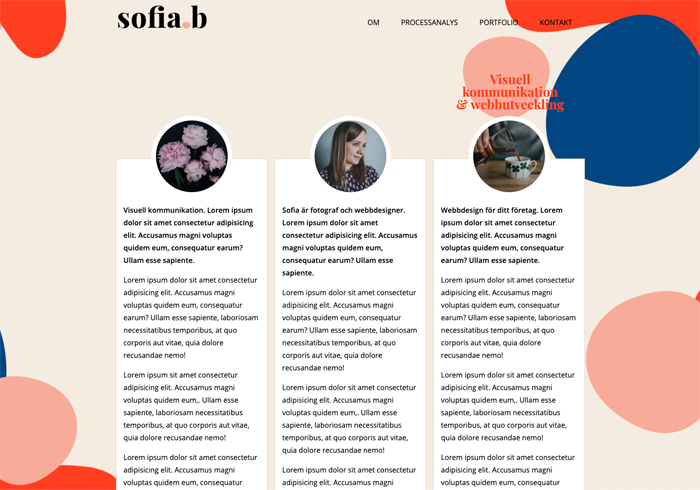 sofia.b
OM PROCESSANALYS PORTFOLIO KONTAKT
Visuell
kommunikation
& webbutveckling
Visuell kommunikation. Lorem ipsum
dolor sit amet consectetur adipisicing
elit. Accusamus magni voluptas
quidem eum, consequatur earum?
Ullam esse sapiente.
Lorem ipsum dolor sit amet consectetur
adipisicing elit. Accusamus magni
voluptas quidem eum, consequatur
earum? Ullam esse sapiente, laboriosam
necessitatibus temporibus, at quo
corporis aut vitae, quia dolore
recusandae nemo!
Lorem ipsum sit amet consectetur
adipisicing elit. Accusamus magni
voluptas quidem eum,. Ullam esse
sapiente, laboriosam necessitatibus
temporibus, at quo corporis aut vitae,
quia dolore recusandae nemo!
Lorem ipsum dolor sit amet consectetur
adipisicing elit. Accusamus magni
voluptas quidem eum, consequatur
Sofia är fotograf och webbdesigner.
Lorem ipsum dolor sit amet
consectetur adipisicing elit.
Accusamus magni voluptas quidem eum,
consequatur earum? Ullam esse
sapiente.
Lorem ipsum dolor sit amet consectetur
adipisicing elit. Accusamus magni
voluptas quidem eum, consequatur
earum? Ullam esse sapiente, laboriosam
necessitatibus temporibus, at quo
corporis aut vitae, quia dolore
recusandae nemo!
Lorem ipsum dolor sit amet consectetur
adipisicing elit. Accusamus magni
voluptas quidem eum,. Ullam esse
sapiente, laboriosam necessitatibus
temporibus, at quo corporis aut vitae,
quia dolore recusandae nemo!
Lorem ipsum dolor sit amet consectetur
adipisicing elit. Accusamus magni
Webbdesign för ditt företag. Lorem
ipsum dolor sit amet consectetur
adipisicing elit. Accusamus magni
voluptas quidem eum, consequatur
earum? Ullam esse sapiente.
Lorem ipsum dolor sit amet consectetur
adipisicing elit. Accusamus magni
voluptas quidem eum, consequatur
earum? Ullam esse sapiente, laboriosam
necessitatibus temporibus, at quo
corporis aut vitae, quia dolore
recusandae nemo!
Lorem ipsum dolor sit amet consectetur
adipisicing elit. Accusamus magni
voluptas quidem eum,. Ullam esse
sapiente, laboriosam necessitatibus
temporibus, at quo corporis aut vitae,
quia dolore recusandae nemo!
Lorem ipsum dolor sit amet consectetur
adipisicing elit. Accusamus magni
voluptas quidem eum, consequatur